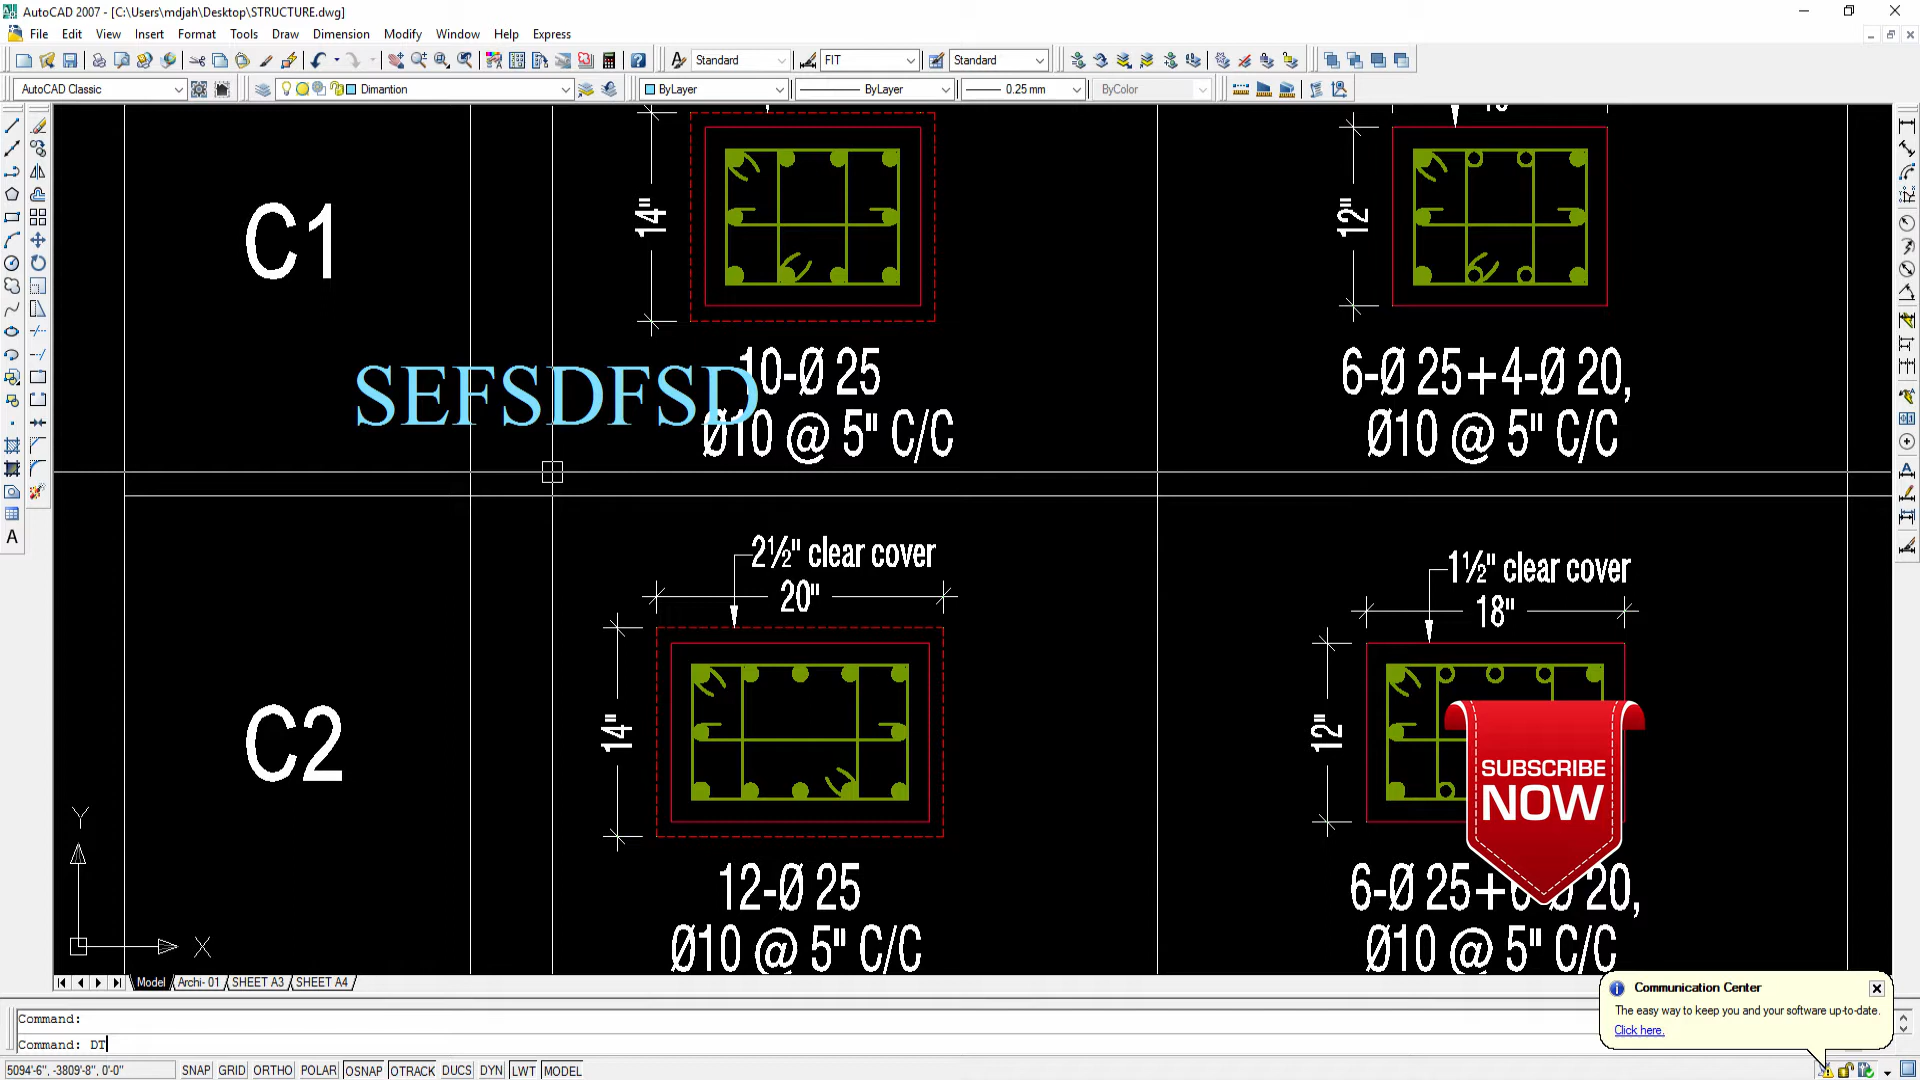 AutoCAD 2007 - [C:\Users\mdjah\Desktop\STRUCTURE.dwg]
File Edit View Insert Format Tools Draw Dimension Modify Window Help Express
Standard FIT Standard
AutoCAD Classic Dimantion ByLayer ByLayer 0.25 mm ByColor
C1
14"
10-Ø 25
Ø10 @ 5" C/C
12"
6-Ø 25+4-Ø 20,
Ø10 @ 5" C/C
SEFSDFSD
C2
2½" clear cover
20"
14"
12-Ø 25
Ø10 @ 5" C/C
1½" clear cover
18"
12"
6-Ø 25+6-Ø 20,
Ø10 @ 5" C/C
SUBSCRIBE
NOW
Y
X
Model Archi- 01 SHEET A3 SHEET A4
Command:
Command: DT
Communication Center
The easy way to keep you and your software up-to-date.
Click here.
5094'-6", -3809'-8", 0'-0" SNAP GRID ORTHO POLAR OSNAP OTRACK DUCS DYN LWT MODEL